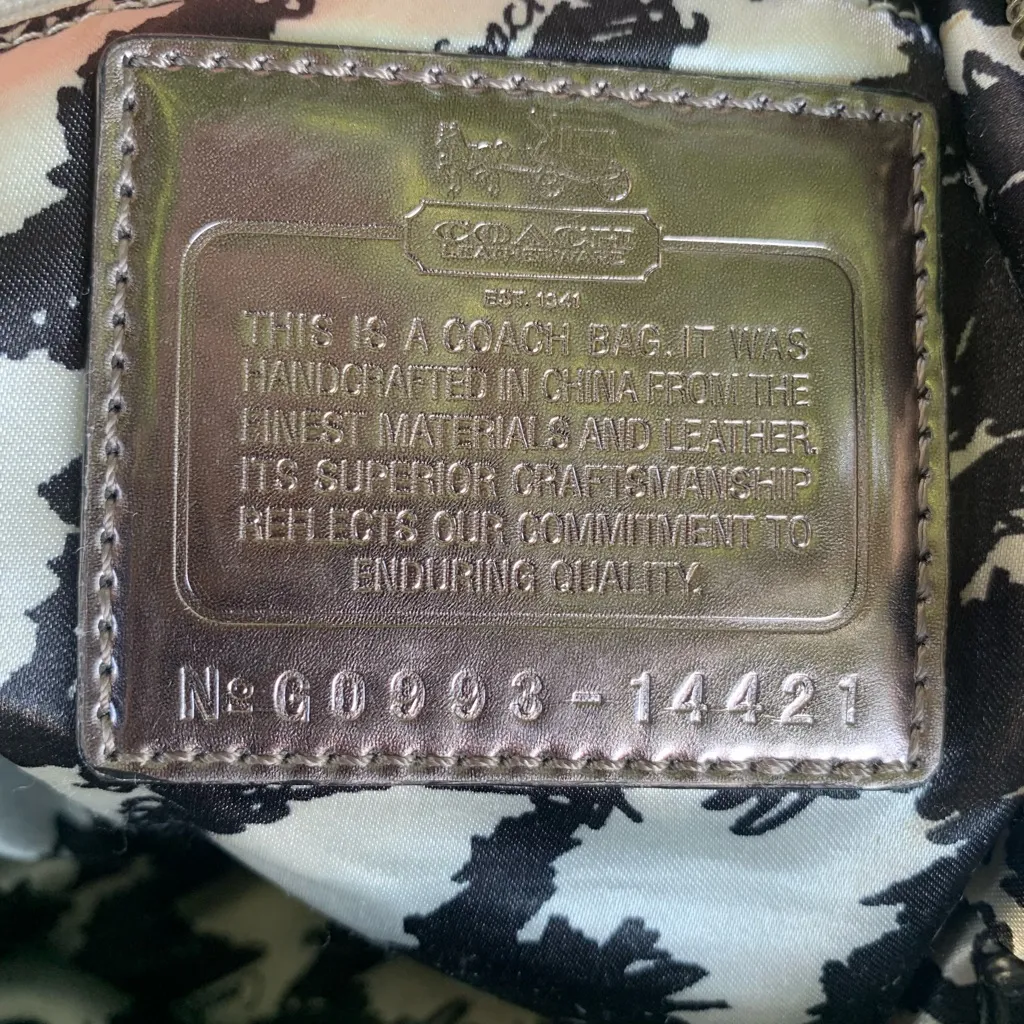 COACH
LEATHERWARE
EST. 1941
THIS IS A COACH BAG. IT WAS
HANDCRAFTED IN CHINA FROM THE
FINEST MATERIALS AND LEATHER.
ITS SUPERIOR CRAFTSMANSHIP
REFLECTS OUR COMMITMENT TO
ENDURING QUALITY.
№ G0993-14421